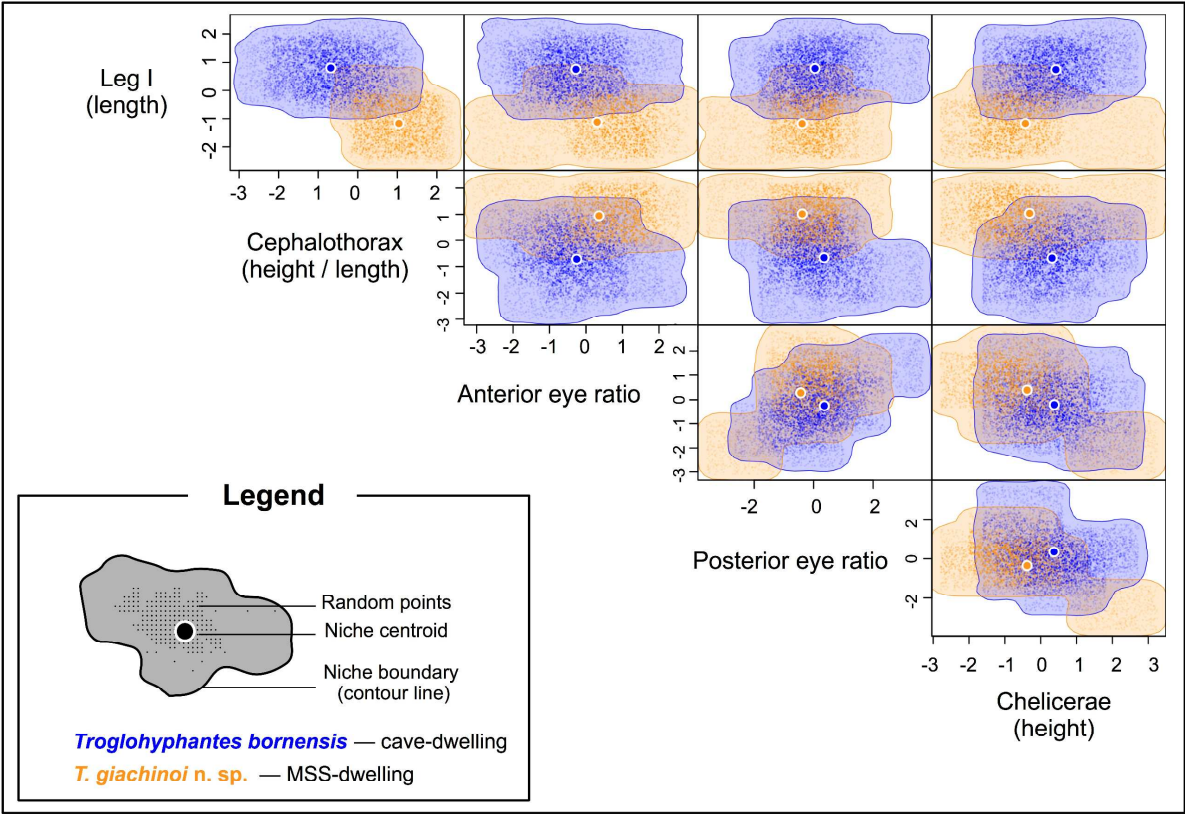 Leg I
(length)
2
1
0
-1
-2
-3 -2 -1 0 1 2
Cephalothorax
(height / length)
1
0
-1
-2
-3
-3 -2 -1 0 1 2
Anterior eye ratio
2
1
0
-1
-2
-3
-2 0 2
Posterior eye ratio
2
0
-2
-3 -2 -1 0 1 2 3
Chelicerae
(height)
Legend
Random points
Niche centroid
Niche boundary
(contour line)
Troglohyphantes bornensis — cave-dwelling
T. giachinoi n. sp. — MSS-dwelling